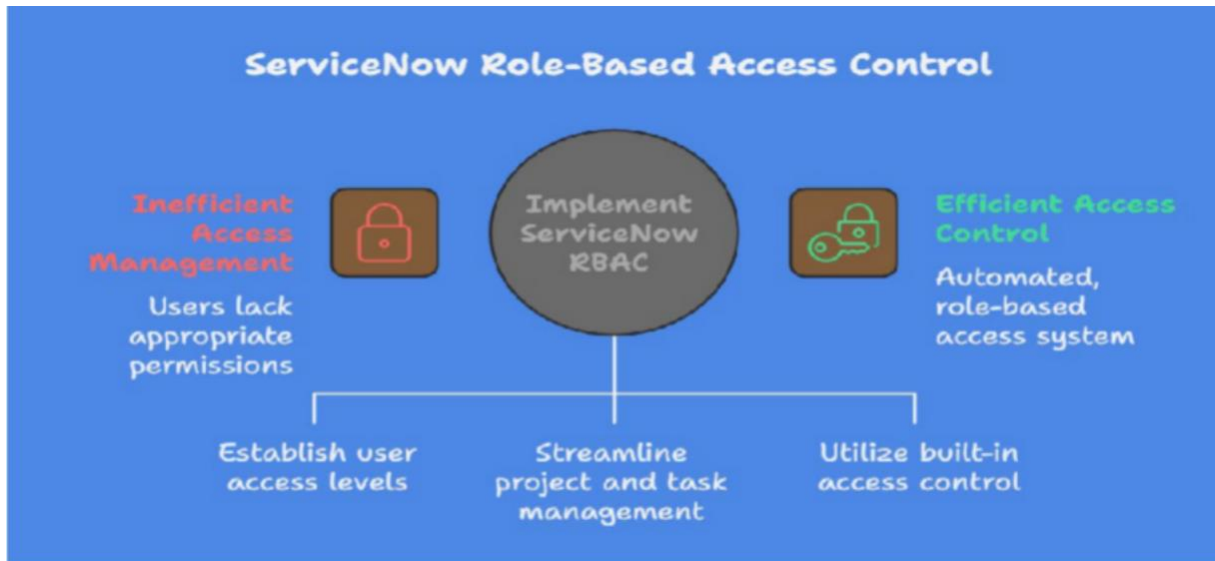 ServiceNow Role-Based Access Control
Inefficient
Access
Management
Users lack
appropriate
permissions
Implement
ServiceNow
RBAC
Efficient Access
Control
Automated,
role-based
access system
Establish user
access levels
Streamline
project and task
management
Utilize built-in
access control